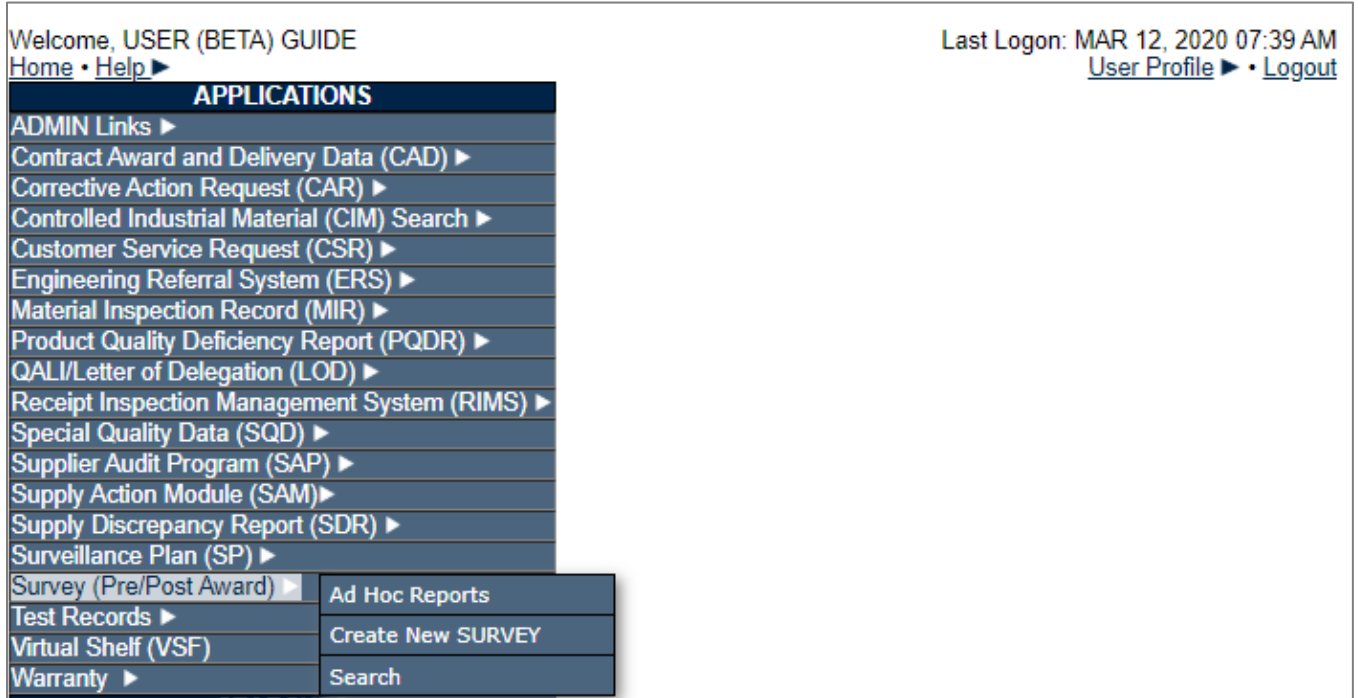 Welcome, USER (BETA) GUIDE
Last Logon: MAR 12, 2020 07:39 AM
Home • Help ►
User Profile ► • Logout
APPLICATIONS
ADMIN Links ►
Contract Award and Delivery Data (CAD) ►
Corrective Action Request (CAR) ►
Controlled Industrial Material (CIM) Search ►
Customer Service Request (CSR) ►
Engineering Referral System (ERS) ►
Material Inspection Record (MIR) ►
Product Quality Deficiency Report (PQDR) ►
QALI/Letter of Delegation (LOD) ►
Receipt Inspection Management System (RIMS) ►
Special Quality Data (SQD) ►
Supplier Audit Program (SAP) ►
Supply Action Module (SAM)►
Supply Discrepancy Report (SDR) ►
Surveillance Plan (SP) ►
Survey (Pre/Post Award) ►
Ad Hoc Reports
Create New SURVEY
Search
Test Records ►
Virtual Shelf (VSF)
Warranty ►